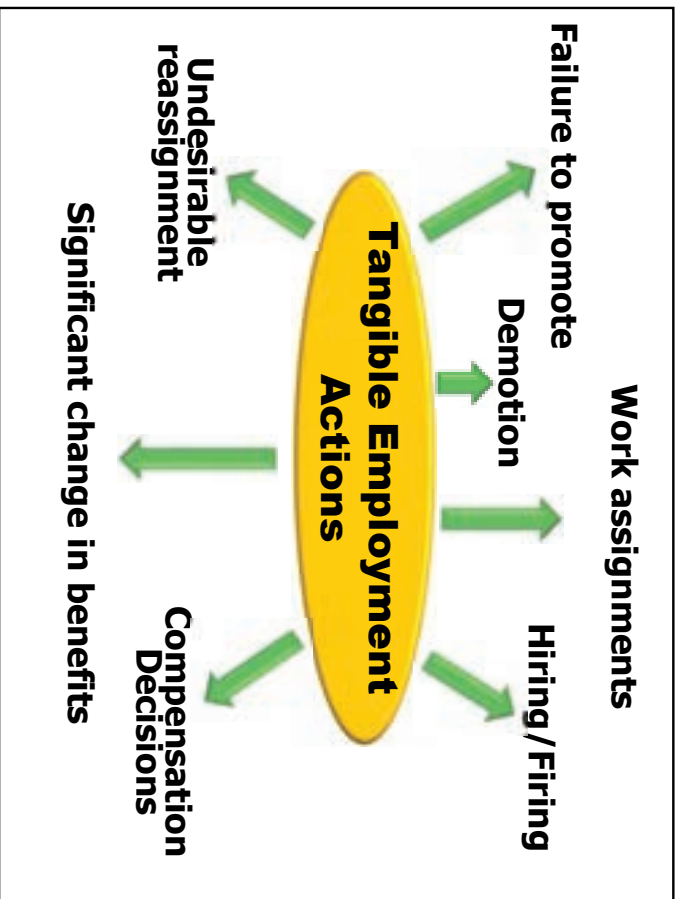 Work assignments
Failure to promote
Demotion
Hiring/Firing
Tangible Employment
Actions
Undesirable
reassignment
Compensation
Decisions
Significant change in benefits